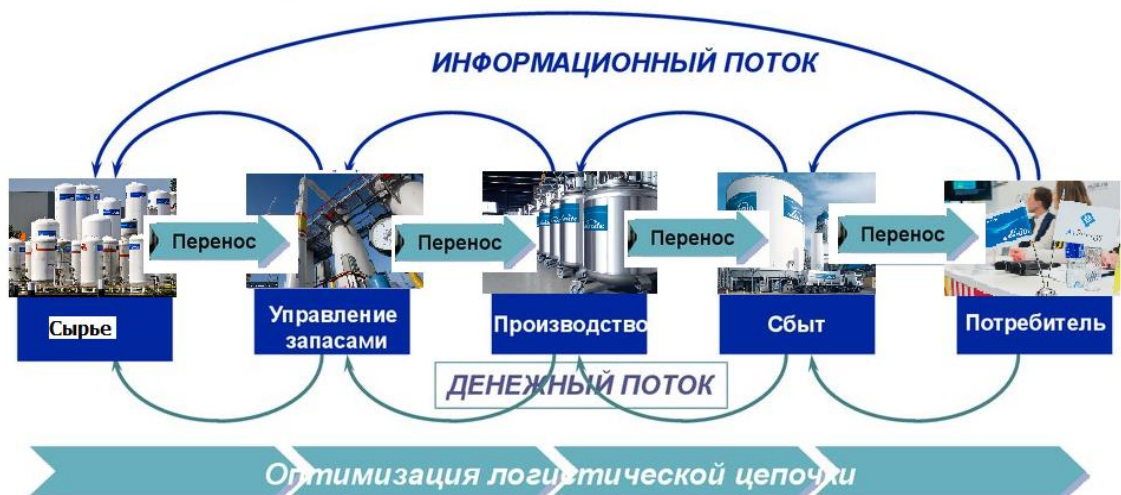 ИНФОРМАЦИОННЫЙ ПОТОК
Перенос
Перенос
Перенос
Перенос
Сырье
Управление
запасами
Производство
Сбыт
Потребитель
ДЕНЕЖНЫЙ ПОТОК
Оптимизация логистической цепочки